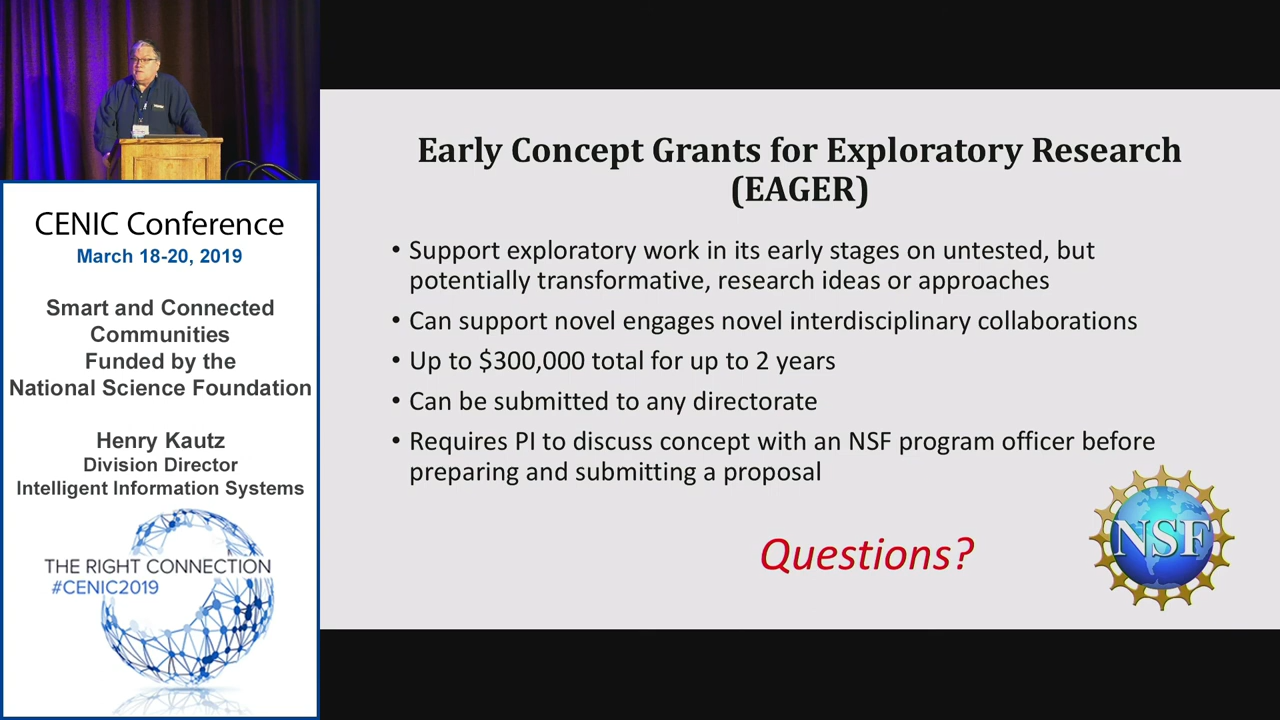 CENIC Conference
March 18-20, 2019
Smart and Connected
Communities
Funded by the
National Science Foundation
Henry Kautz
Division Director
Intelligent Information Systems
THE RIGHT CONNECTION
#CENIC2019
Early Concept Grants for Exploratory Research
(EAGER)
• Support exploratory work in its early stages on untested, but
potentially transformative, research ideas or approaches
• Can support novel engages novel interdisciplinary collaborations
• Up to $300,000 total for up to 2 years
• Can be submitted to any directorate
• Requires PI to discuss concept with an NSF program officer before
preparing and submitting a proposal
Questions?
NSF